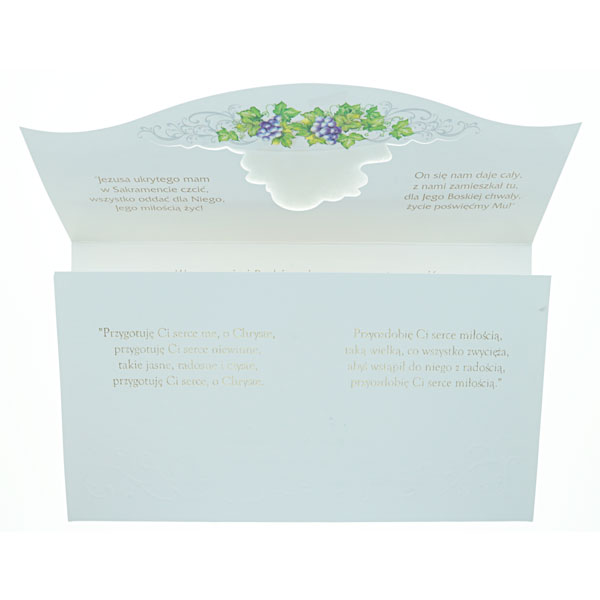 "Jezusa ukrytego mam
w Sakramencie czcić,
wszystko oddać dla Niego,
Jego miłością żyć!
On się nam daje cały,
z nami zamieszkał tu,
dla Jego Boskiej chwały,
życie poświęćmy Mu!"
"Przygotuję Ci serce me, o Chryste,
przygotuję Ci serce niewinne,
takie jasne, radosne i czyste,
przygotuję Ci serce, o Chryste.
Przyozdobię Ci serce miłością,
taką wielką, co wszystko zwycięża,
abyś wstąpił do niego z radością,
przyozdobię Ci serce miłością."